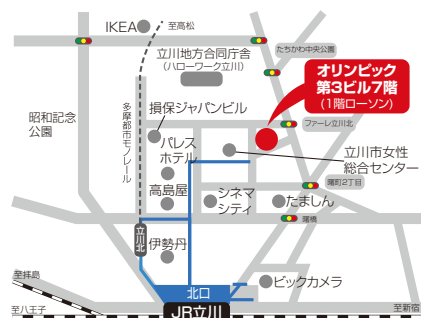 IKEA
至高松
立川地方合同庁舎
(ハローワーク立川)
たちかわ中央公園
オリンピック
第3ビル7階
(1階ローソン)
昭和記念
公園
多摩都市モノレール
損保ジャパンビル
ファーレ立川北
パレス
ホテル
立川市女性
総合センター
高島屋
シネマ
シティ
曙町2丁目
たましん
曙橋
立川北
伊勢丹
至拝島
北口
ビックカメラ
至八王子
JR立川
至新宿